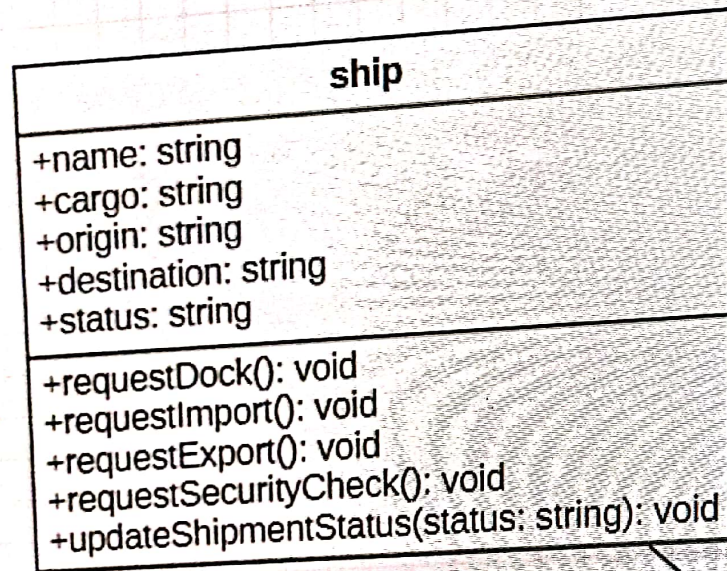 ship
+name: string
+cargo: string
+origin: string
+destination: string
+status: string
+requestDock(): void
+requestImport(): void
+requestExport(): void
+requestSecurityCheck(): void
+updateShipmentStatus(status: string): void